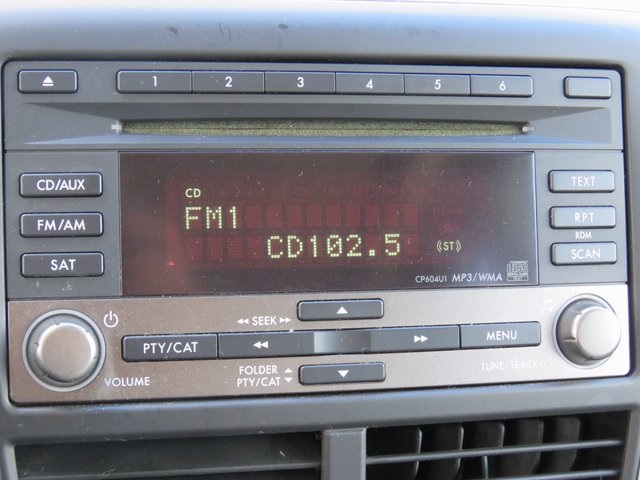 1 2 3 4 5 6
CD/AUX
FM/AM
SAT
CD
FM1
CD102.5 (ST)
CP604U1 MP3/WMA
TEXT
RPT
RDM
SCAN
SEEK
PTY/CAT
MENU
VOLUME
FOLDER
PTY/CAT
TUNE/TRACK/